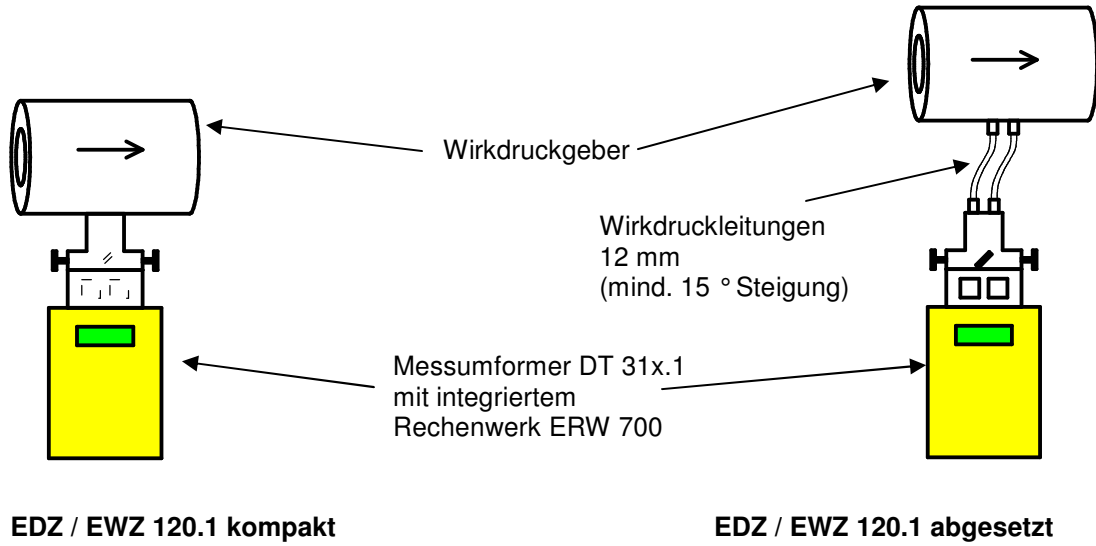 Wirkdruckgeber
Wirkdruckleitungen
12 mm
(mind. 15 ° Steigung)
Messumformer DT 31x.1
mit integriertem
Rechenwerk ERW 700
EDZ / EWZ 120.1 kompakt
EDZ / EWZ 120.1 abgesetzt